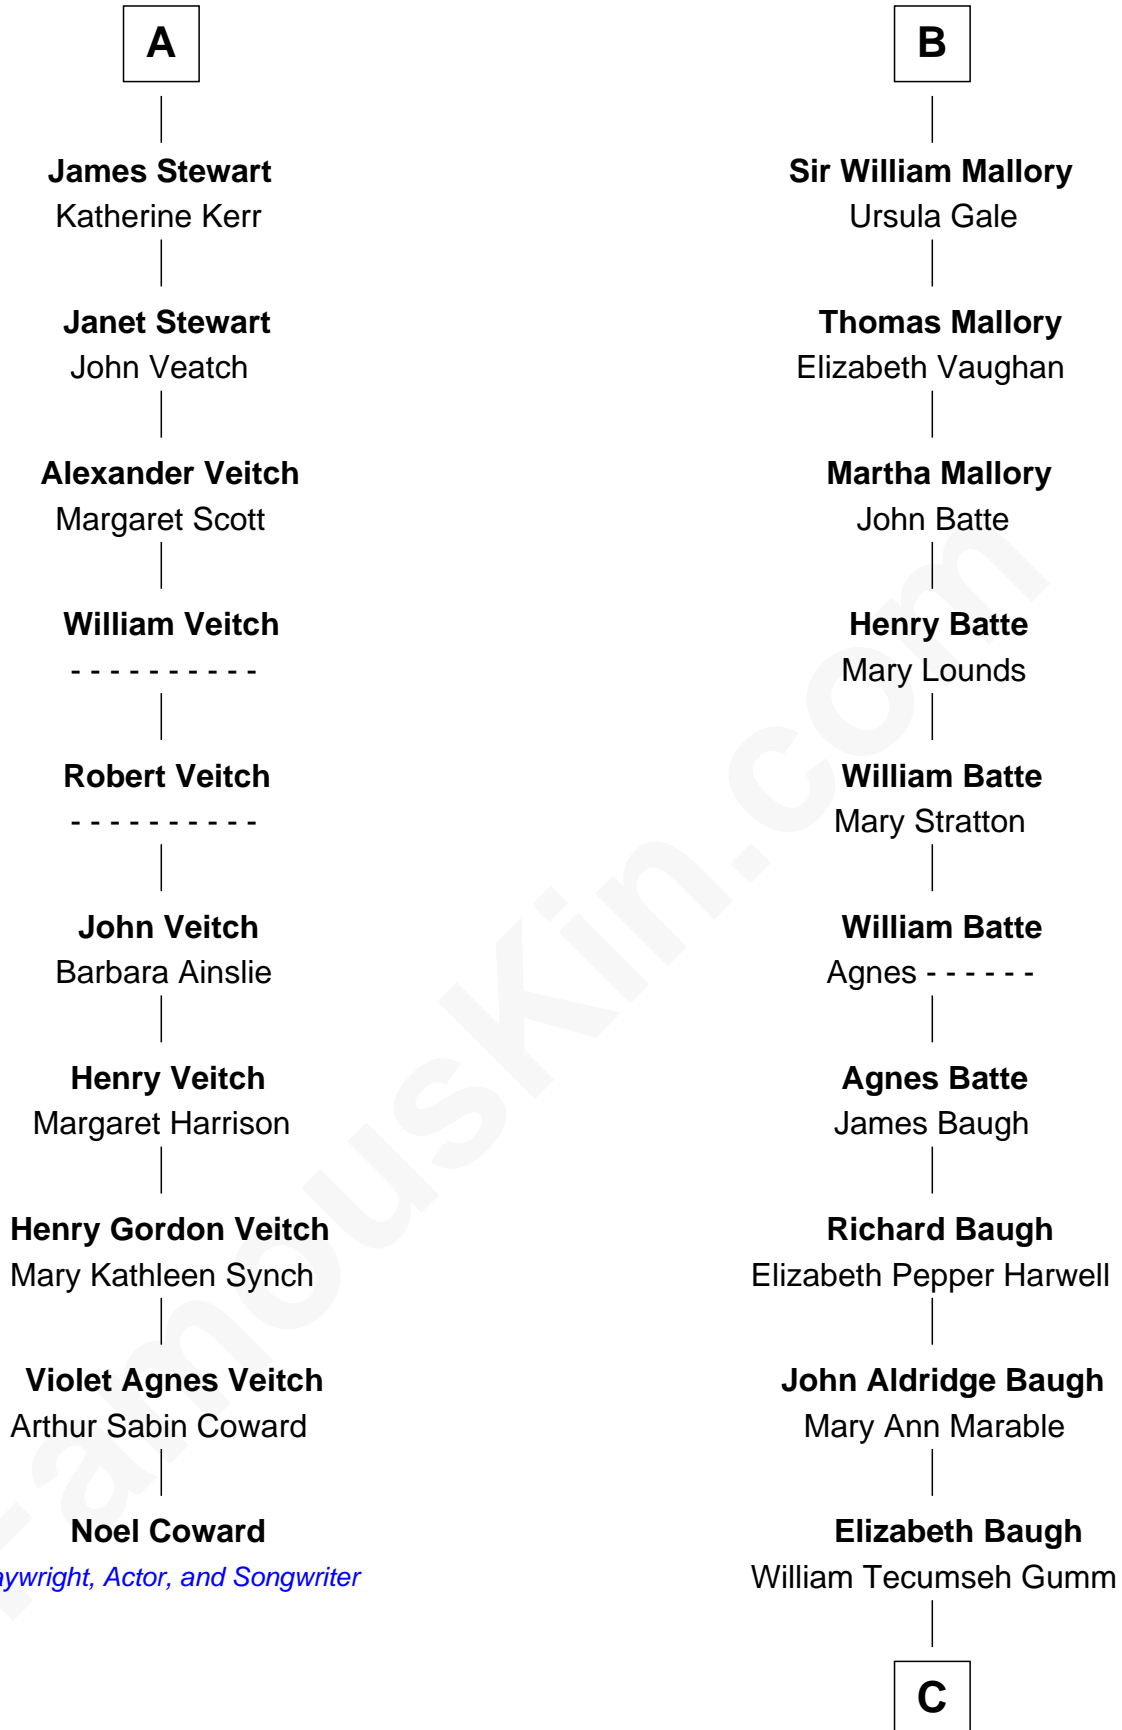 A
James Stewart
Katherine Kerr
Janet Stewart
John Veatch
Alexander Veitch
Margaret Scott
William Veitch
- - - - - - - - - -
Robert Veitch
- - - - - - - - - -
John Veitch
Barbara Ainslie
Henry Veitch
Margaret Harrison
Henry Gordon Veitch
Mary Kathleen Synch
Violet Agnes Veitch
Arthur Sabin Coward
Noel Coward
aywright, Actor, and Songwriter
B
Sir William Mallory
Ursula Gale
Thomas Mallory
Elizabeth Vaughan
Martha Mallory
John Batte
Henry Batte
Mary Lounds
William Batte
Mary Stratton
William Batte
Agnes - - - - - -
Agnes Batte
James Baugh
Richard Baugh
Elizabeth Pepper Harwell
John Aldridge Baugh
Mary Ann Marable
Elizabeth Baugh
William Tecumseh Gumm
C
FamousKin.com